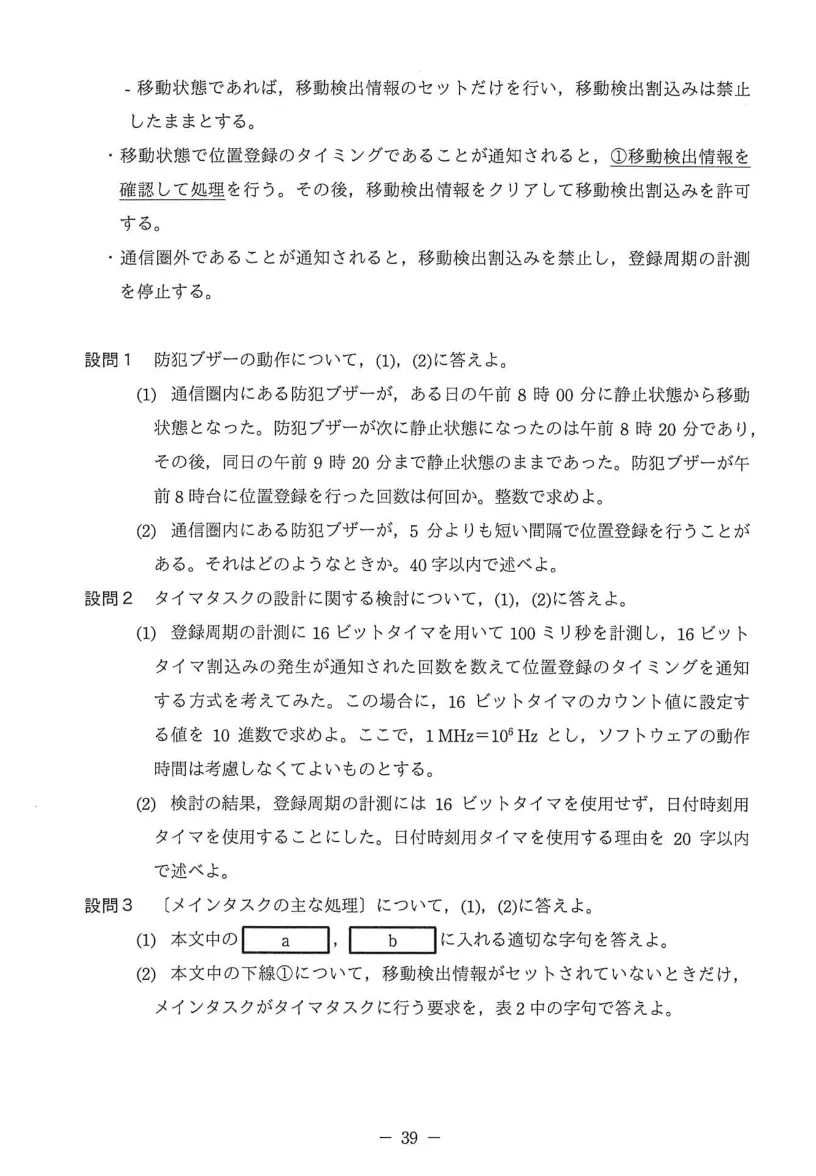 - 移動状態であれば，移動検出情報のセットだけを行い，移動検出割込みは禁止
したままとする。
・移動状態で位置登録のタイミングであることが通知されると，①移動検出情報を
確認して処理を行う。その後，移動検出情報をクリアして移動検出割込みを許可
する。
・通信圏外であることが通知されると，移動検出割込みを禁止し，登録周期の計測
を停止する。
設問1 防犯ブザーの動作について，(1)，(2)に答えよ。
(1) 通信圏内にある防犯ブザーが，ある日の午前 8 時 00 分に静止状態から移動
状態となった。防犯ブザーが次に静止状態になったのは午前 8 時 20 分であり，
その後，同日の午前 9 時 20 分まで静止状態のままであった。防犯ブザーが午
前 8 時台に位置登録を行った回数は何回か。整数で求めよ。
(2) 通信圏内にある防犯ブザーが，5 分よりも短い間隔で位置登録を行うことが
ある。それはどのようなときか。40 字以内で述べよ。
設問2 タイマタスクの設計に関する検討について，(1)，(2)に答えよ。
(1) 登録周期の計測に 16 ビットタイマを用いて 100 ミリ秒を計測し，16 ビット
タイマ割込みの発生が通知された回数を数えて位置登録のタイミングを通知
する方式を考えてみた。この場合に，16 ビットタイマのカウント値に設定す
る値を 10 進数で求めよ。ここで，1 MHz＝10⁶ Hz とし，ソフトウェアの動作
時間は考慮しなくてよいものとする。
(2) 検討の結果，登録周期の計測には 16 ビットタイマを使用せず，日付時刻用
タイマを使用することにした。日付時刻用タイマを使用する理由を 20 字以内
で述べよ。
設問3 〔メインタスクの主な処理〕について，(1)，(2)に答えよ。
(1) 本文中の a ， b に入れる適切な字句を答えよ。
(2) 本文中の下線①について，移動検出情報がセットされていないときだけ，
メインタスクがタイマタスクに行う要求を，表 2 中の字句で答えよ。
－ 39 －